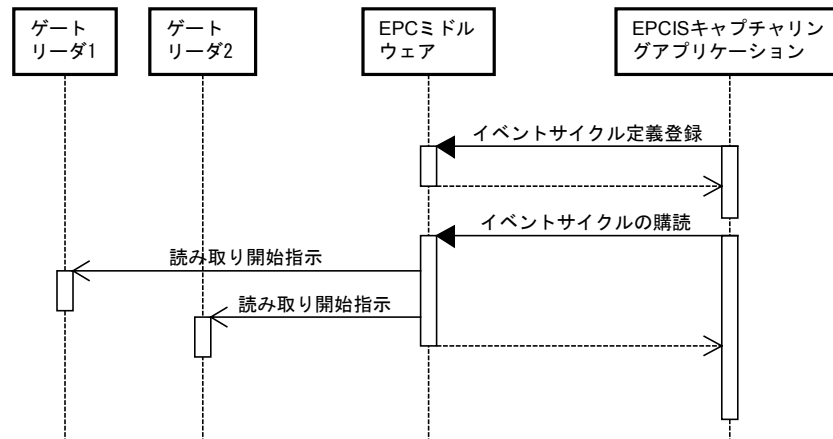 ゲート
リーダ1
ゲート
リーダ2
EPCミドル
ウェア
EPCISキャプチャリン
グアプリケーション
イベントサイクル定義登録
イベントサイクルの購読
読み取り開始指示
読み取り開始指示